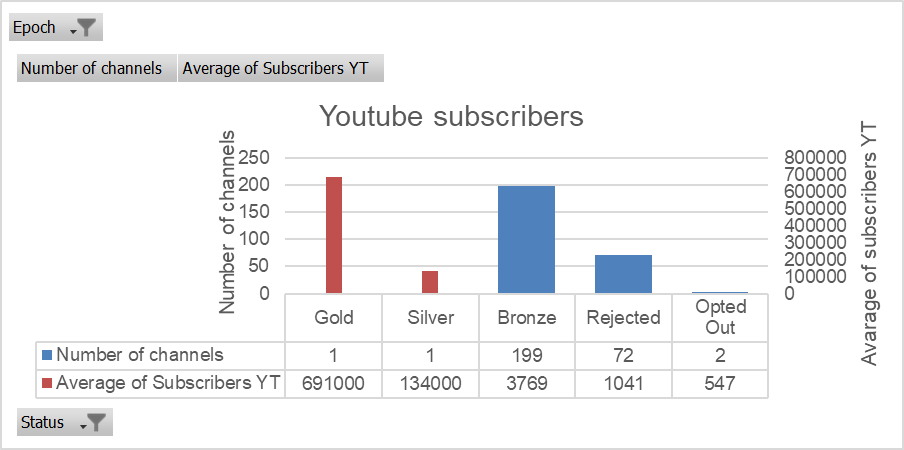 Epoch
Number of channels Average of Subscribers YT
Youtube subscribers
Number of channels
250
200
150
100
50
0
800000
700000
600000
500000
400000
300000
200000
100000
0
Avarage of subscribers YT
Gold Silver Bronze Rejected Opted
Out
Number of channels 1 1 199 72 2
Average of Subscribers YT 691000 134000 3769 1041 547
Status